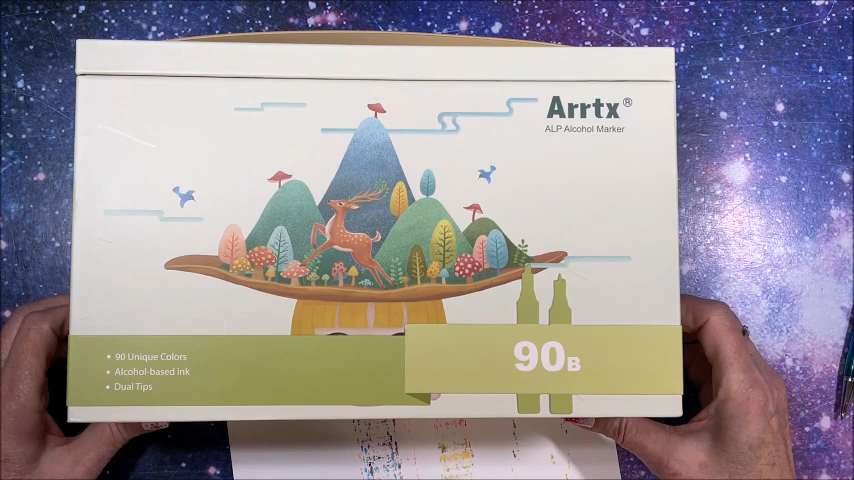 Arrtx®
ALP Alcohol Marker
• 90 Unique Colors
• Alcohol-based ink
• Dual Tips
90B